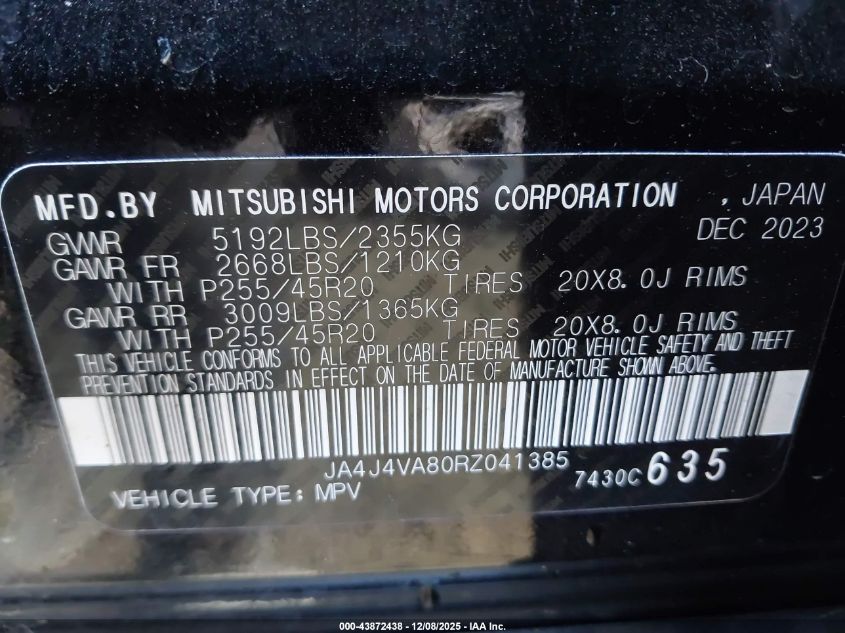 MFD.BY MITSUBISHI MOTORS CORPORATION , JAPAN
GVWR 5192LBS/2355KG DEC 2023
GAWR FR 2668LBS/1210KG
WITH P255/45R20 TIRES 20X8.0J RIMS
GAWR RR 3009LBS/1365KG
WITH P255/45R20 TIRES 20X8.0J RIMS
THIS VEHICLE CONFORMS TO ALL APPLICABLE FEDERAL MOTOR VEHICLE SAFETY AND THEFT
PREVENTION STANDARDS IN EFFECT ON THE DATE OF MANUFACTURE SHOWN ABOVE.
JA4J4VA80RZ041385
VEHICLE TYPE: MPV 7430C 635
000-43872438 - 12/08/2025 - IAA Inc.